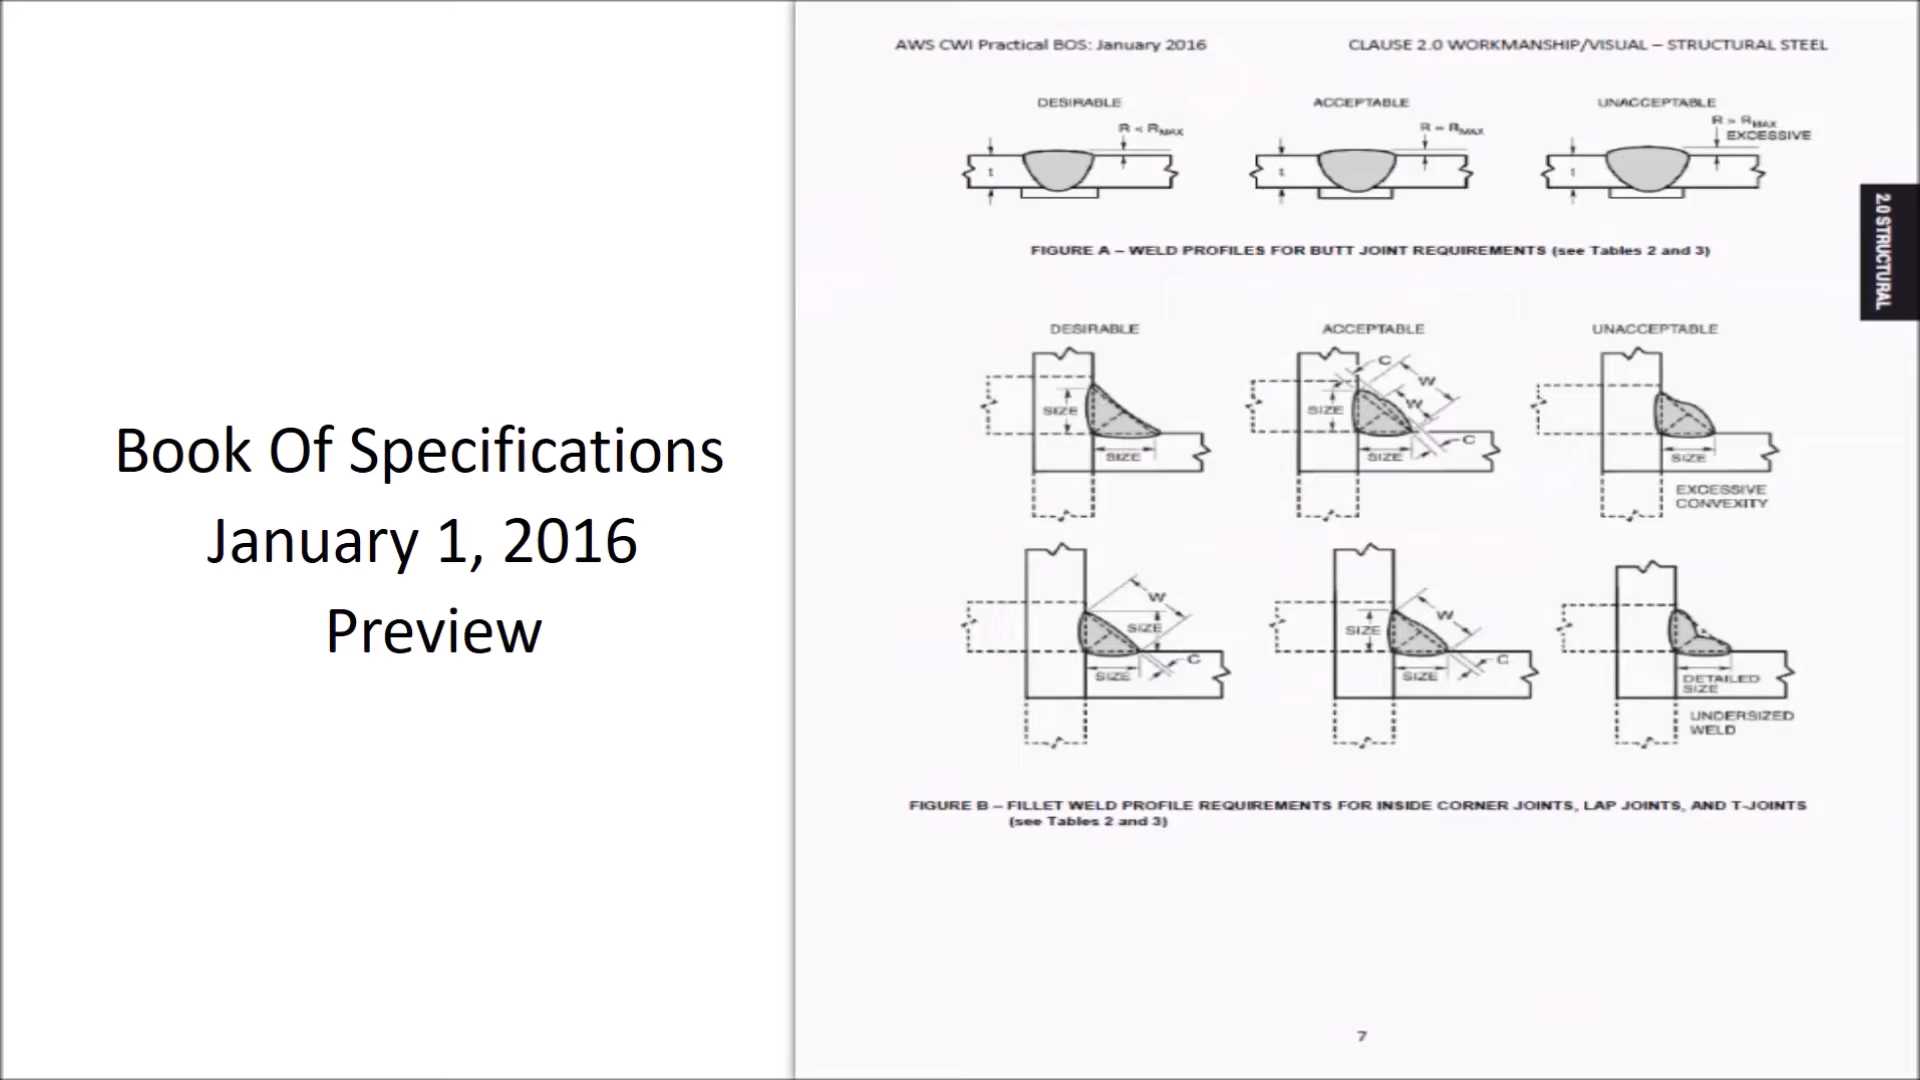 Book Of Specifications
January 1, 2016
Preview
AWS CWI Practical BOS: January 2016
CLAUSE 2.0 WORKMANSHIP/VISUAL – STRUCTURAL STEEL
2.0 STRUCTURAL
DESIRABLE
ACCEPTABLE
UNACCEPTABLE
R < RMAX
R = RMAX
R > RMAX
EXCESSIVE
t
t
t
FIGURE A – WELD PROFILES FOR BUTT JOINT REQUIREMENTS (see Tables 2 and 3)
DESIRABLE
ACCEPTABLE
UNACCEPTABLE
SIZE
SIZE
C
W
W
SIZE
C
SIZE
SIZE
EXCESSIVE
CONVEXITY
W
SIZE
C
SIZE
W
SIZE
C
SIZE
DETAILED
SIZE
UNDERSIZED
WELD
FIGURE B – FILLET WELD PROFILE REQUIREMENTS FOR INSIDE CORNER JOINTS, LAP JOINTS, AND T-JOINTS
(see Tables 2 and 3)
7